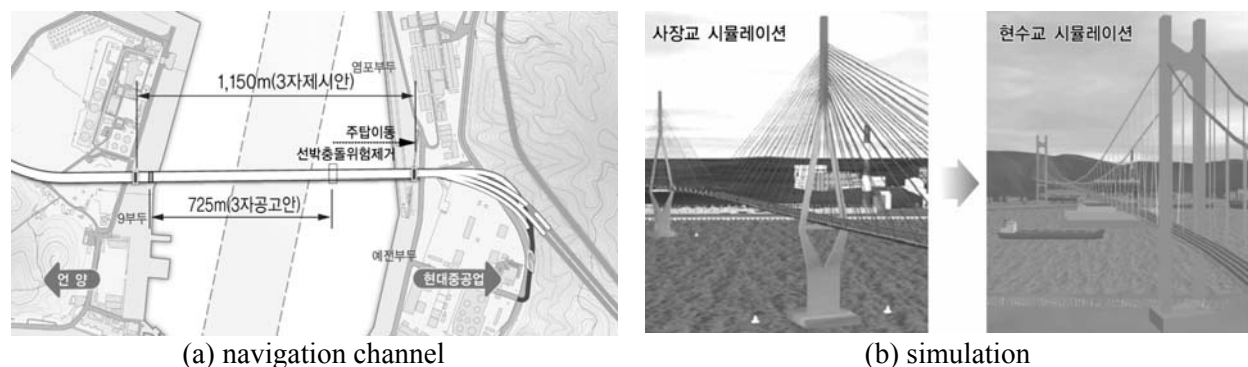 1,150m(3자제시안)
염포부두
주탑이동
선박충돌위험제거
725m(3자공고안)
9부두
예전부두
언 양
현대중공업
(a) navigation channel
사장교 시뮬레이션
현수교 시뮬레이션
(b) simulation